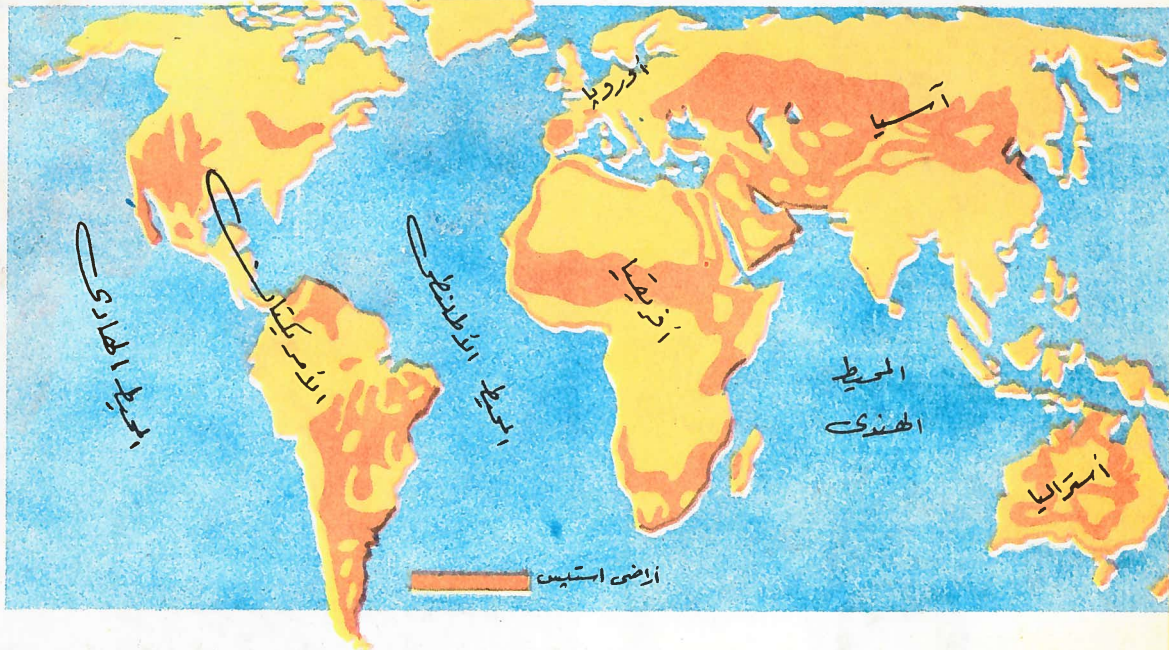 أوروبا
آسيا
أفريقيا
الأمريكيتان
المحيط الهادى
المحيط الأطلنطى
المحيط
الهندى
أستراليا
أراضى استبس